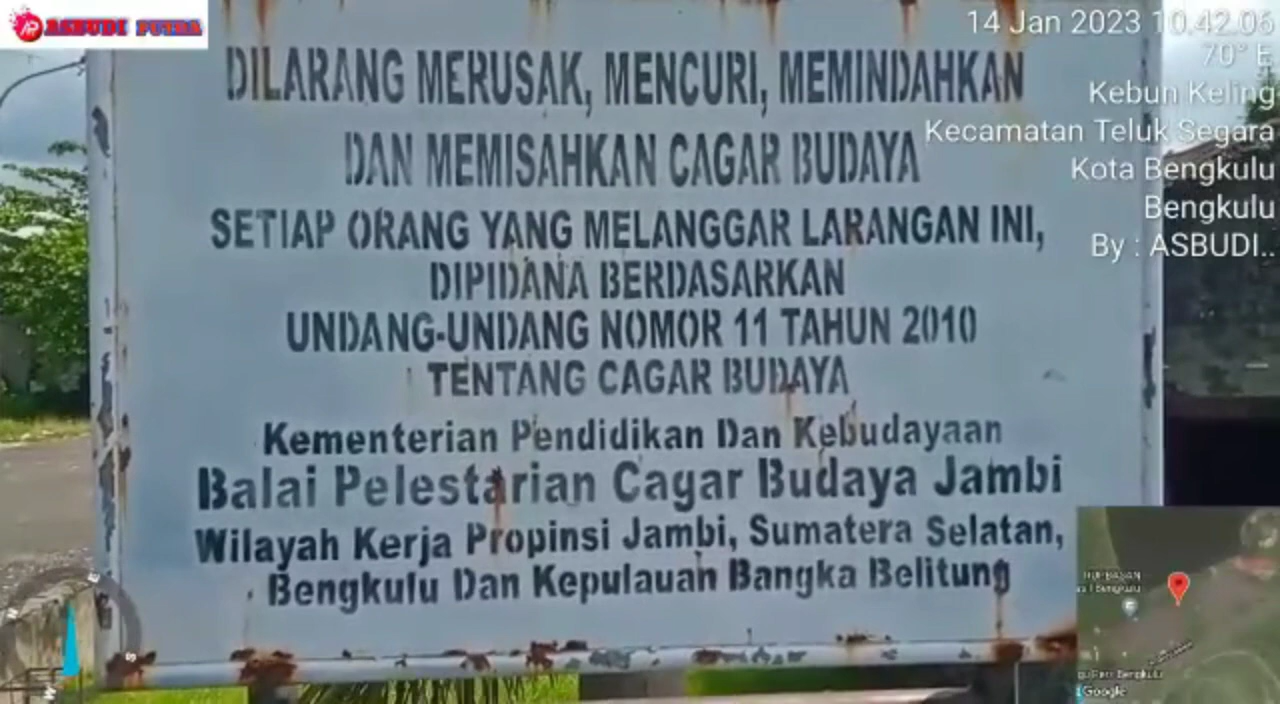 ASBUDI PUTRA
14 Jan 2023 10.42.06
70° E
Kebun Keling
Kecamatan Teluk Segara
Kota Bengkulu
Bengkulu
By : ASBUDI..
DILARANG MERUSAK, MENCURI, MEMINDAHKAN
DAN MEMISAHKAN CAGAR BUDAYA
SETIAP ORANG YANG MELANGGAR LARANGAN INI,
DIPIDANA BERDASARKAN
UNDANG-UNDANG NOMOR 11 TAHUN 2010
TENTANG CAGAR BUDAYA
Kementerian Pendidikan Dan Kebudayaan
Balai Pelestarian Cagar Budaya Jambi
Wilayah Kerja Propinsi Jambi, Sumatera Selatan,
Bengkulu Dan Kepulauan Bangka Belitung
Bengkulu
Bengkulu
Google